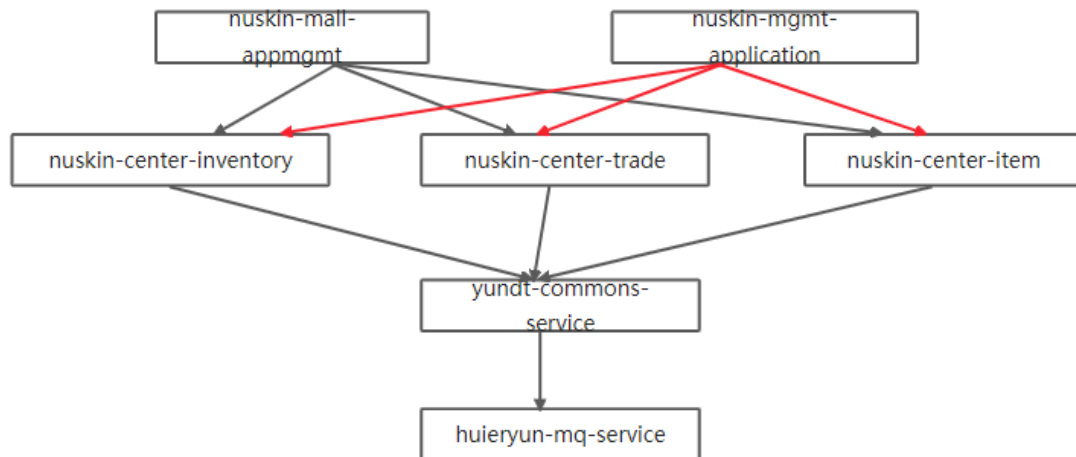 nuskin-mall-
appmgmt
nuskin-mgmt-
application
nuskin-center-inventory
nuskin-center-trade
nuskin-center-item
yundt-commons-
service
huieryun-mq-service